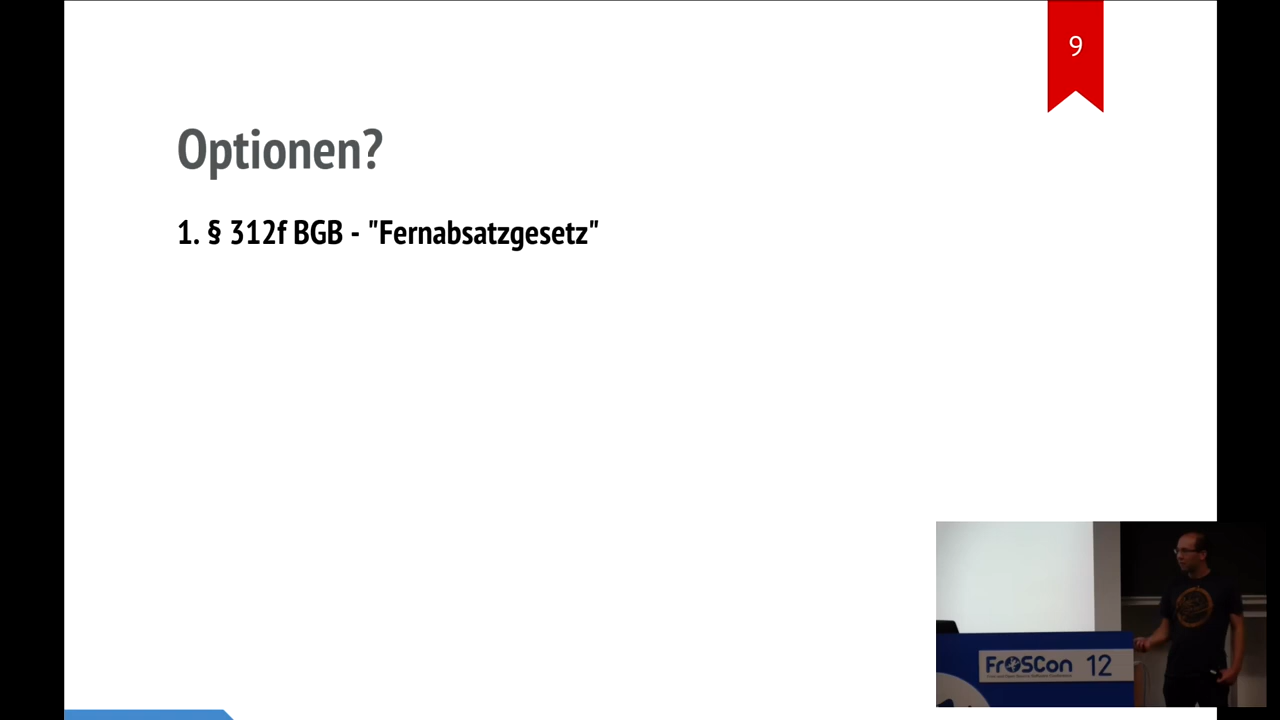 9
Optionen?
1. § 312f BGB - "Fernabsatzgesetz"
FrOSCon 12